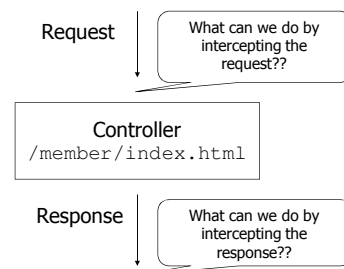 Request
What can we do by
intercepting the
request??
Controller
/member/index.html
Response
What can we do by
intercepting the
response??